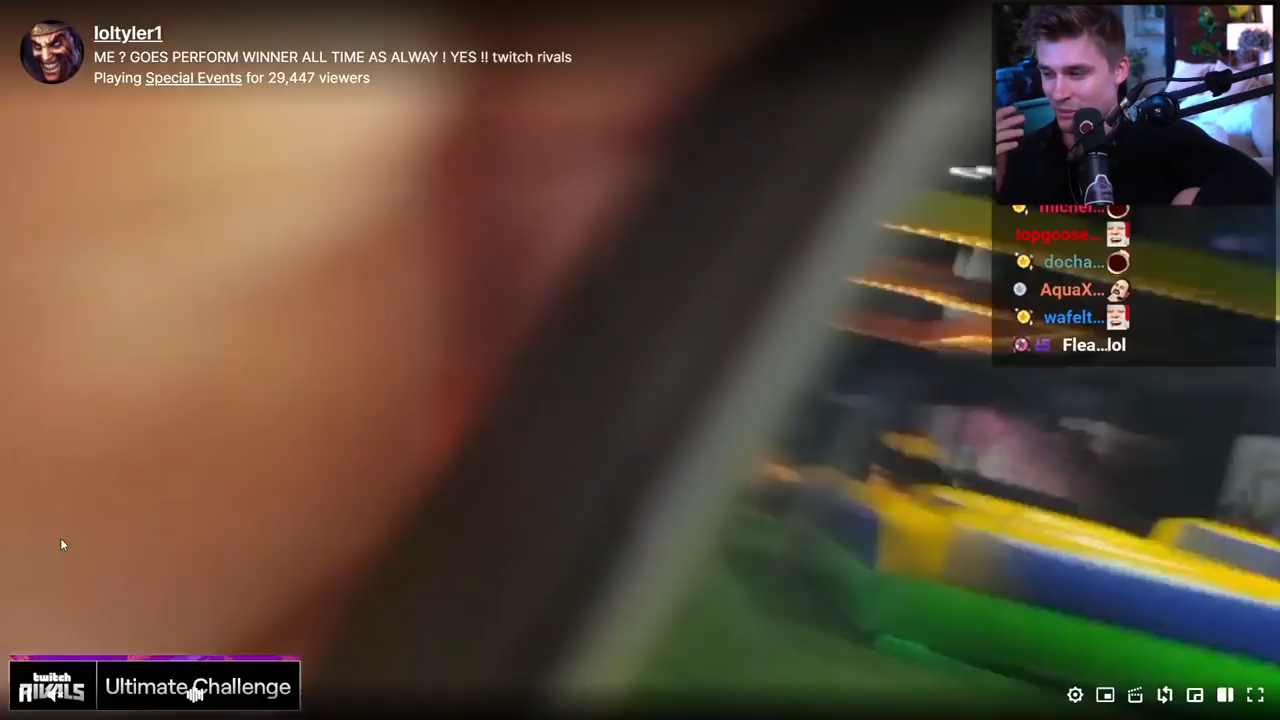 loltyler1
ME ? GOES PERFORM WINNER ALL TIME AS ALWAY ! YES !! twitch rivals
Playing Special Events for 29,447 viewers
michel...
topgoose...
docha...
AquaX...
wafelt...
Flea...lol
twitch
RIVALS
Ultimate Challenge